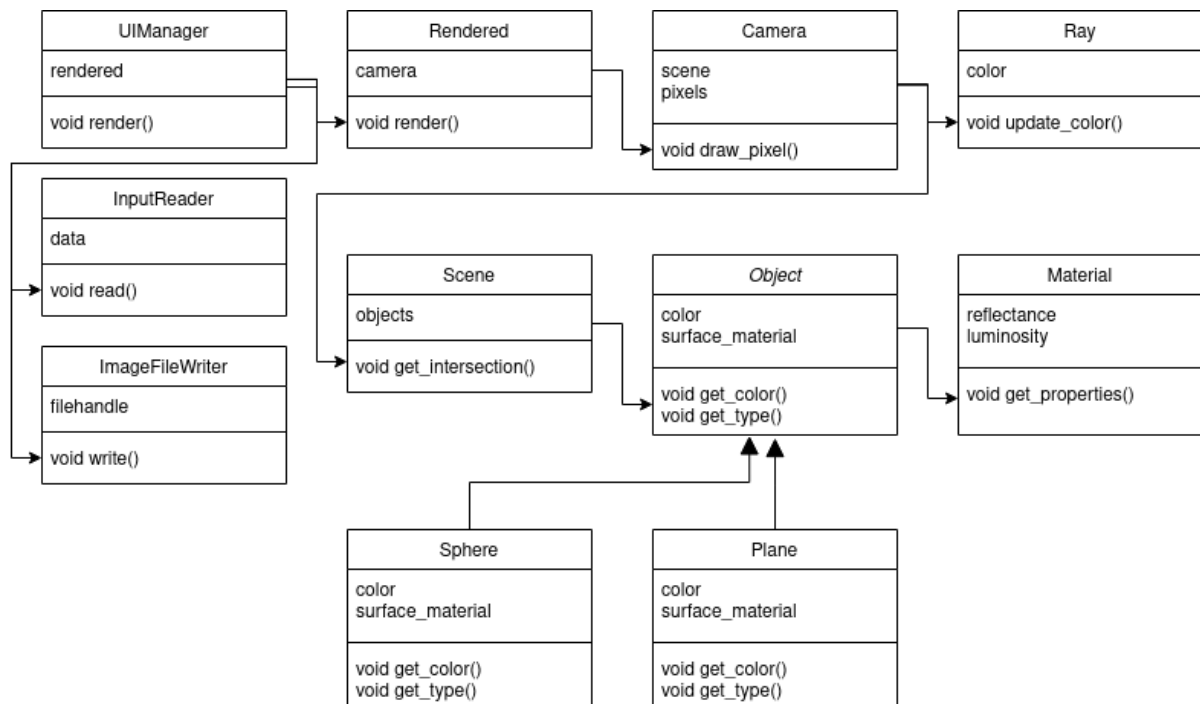 UIManager
rendered
void render()
Rendered
camera
void render()
Camera
scene
pixels
void draw_pixel()
Ray
color
void update_color()
InputReader
data
void read()
ImageFileWriter
filehandle
void write()
Scene
objects
void get_intersection()
Object
color
surface_material
void get_color()
void get_type()
Material
reflectance
luminosity
void get_properties()
Sphere
color
surface_material
void get_color()
void get_type()
Plane
color
surface_material
void get_color()
void get_type()